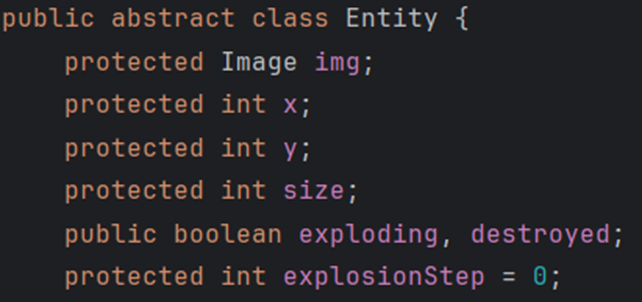 public abstract class Entity {
    protected Image img;
    protected int x;
    protected int y;
    protected int size;
    public boolean exploding, destroyed;
    protected int explosionStep = 0;